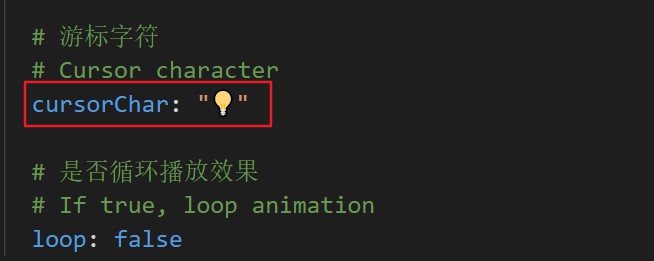 # 游标字符
# Cursor character
cursorChar: "💡"
# 是否循环播放效果
# If true, loop animation
loop: false